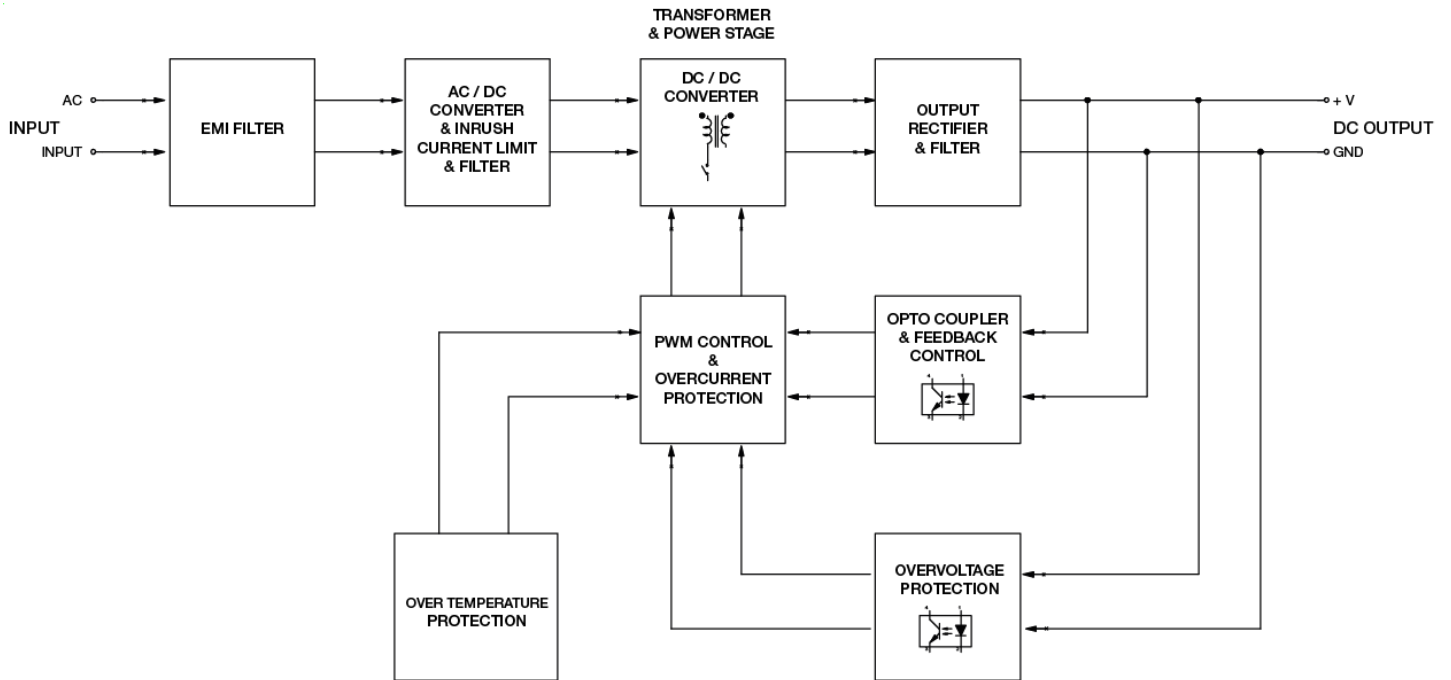 TRANSFORMER
& POWER STAGE
INPUT
AC
INPUT
EMI FILTER
AC / DC
CONVERTER
& INRUSH
CURRENT LIMIT
& FILTER
DC / DC
CONVERTER
OUTPUT
RECTIFIER
& FILTER
+ V
DC OUTPUT
GND
PWM CONTROL
&
OVERCURRENT
PROTECTION
OPTO COUPLER
& FEEDBACK
CONTROL
OVER TEMPERATURE
PROTECTION
OVERVOLTAGE
PROTECTION